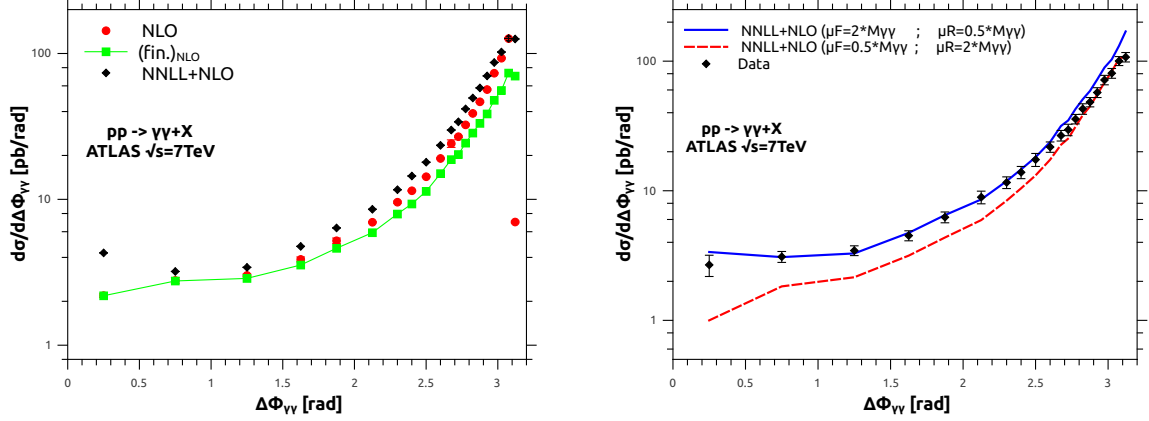 NLO
(fin.)NLO
NNLL+NLO
pp -> γγ+X
ATLAS √s=7TeV
dσ/dΔΦγγ [pb/rad]
100
10
1
0 0.5 1 1.5 2 2.5 3
ΔΦγγ [rad]
NNLL+NLO (μF=2*Mγγ ; μR=0.5*Mγγ)
NNLL+NLO (μF=0.5*Mγγ ; μR=2*Mγγ)
Data
pp -> γγ+X
ATLAS √s=7TeV
dσ/dΔΦγγ [pb/rad]
100
10
1
0 0.5 1 1.5 2 2.5 3
ΔΦγγ [rad]